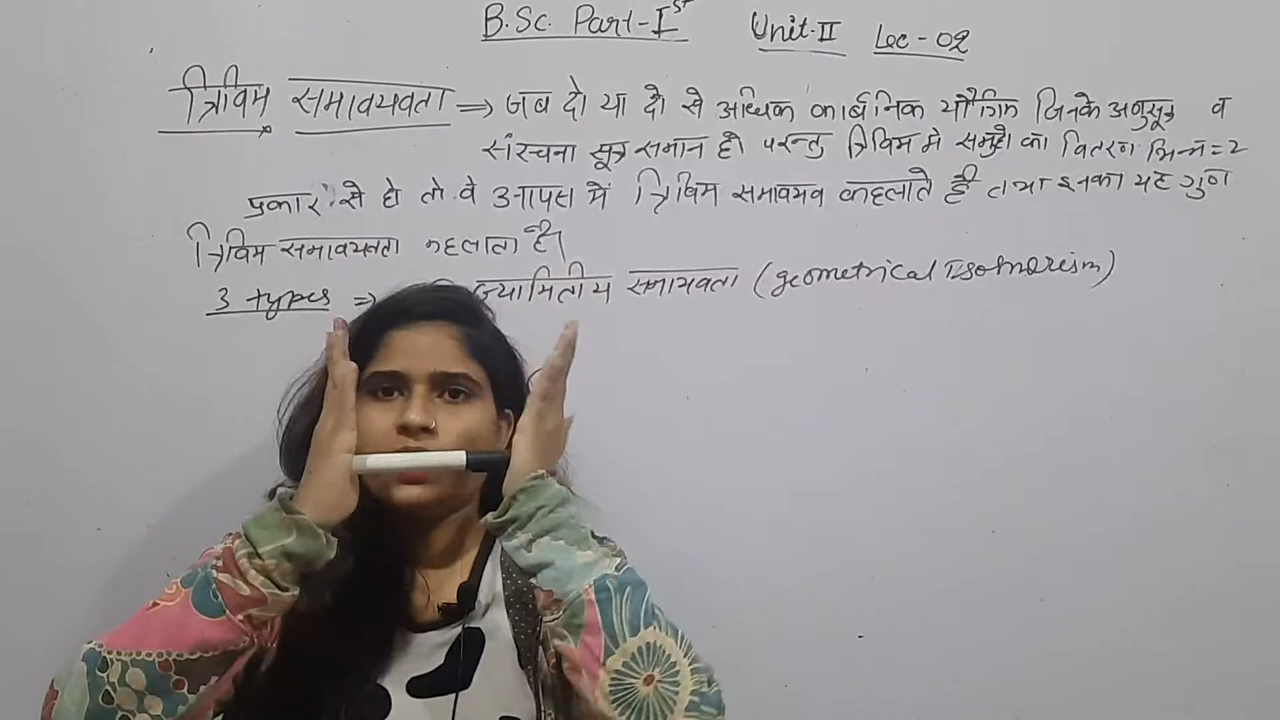 B.Sc. Part-Iˢᵗ Unit-II Lec-02
त्रिविम समावयवता => जब दो या दो से अधिक कार्बनिक यौगिक जिनके अणुसूत्र व
संरचना सूत्र समान हो परन्तु त्रिविम में समूहों का वितरण भिन्न=2
प्रकार से हो तो वे आपस में त्रिविम समावयव कहलाते हैं तथा इनका यह गुण
त्रिविम समावयवता कहलाता है।
3 types => ज्यामितीय समावयवता (geometrical Isomerism)